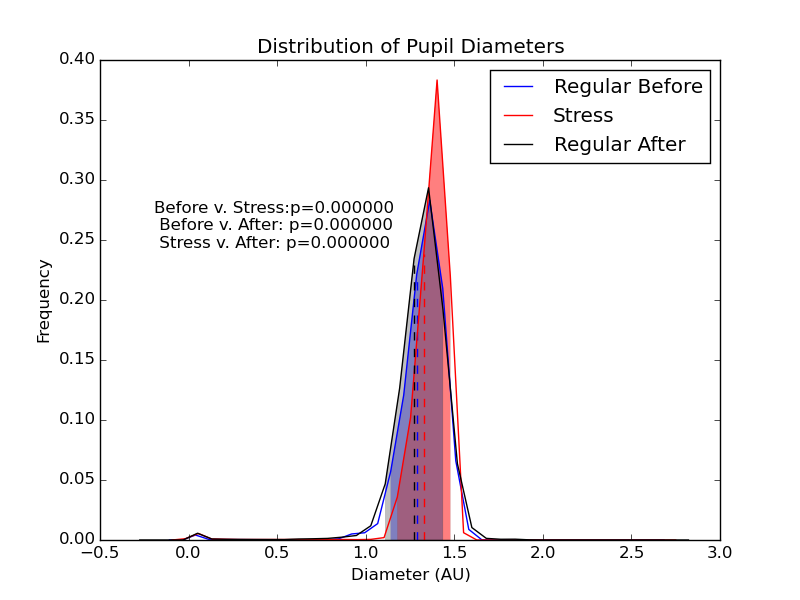 Distribution of Pupil Diameters
0.40
0.35
0.30
0.25
0.20
0.15
0.10
0.05
0.00
Frequency
Regular Before
Stress
Regular After
Before v. Stress:p=0.000000
Before v. After: p=0.000000
Stress v. After: p=0.000000
−0.5 0.0 0.5 1.0 1.5 2.0 2.5 3.0
Diameter (AU)